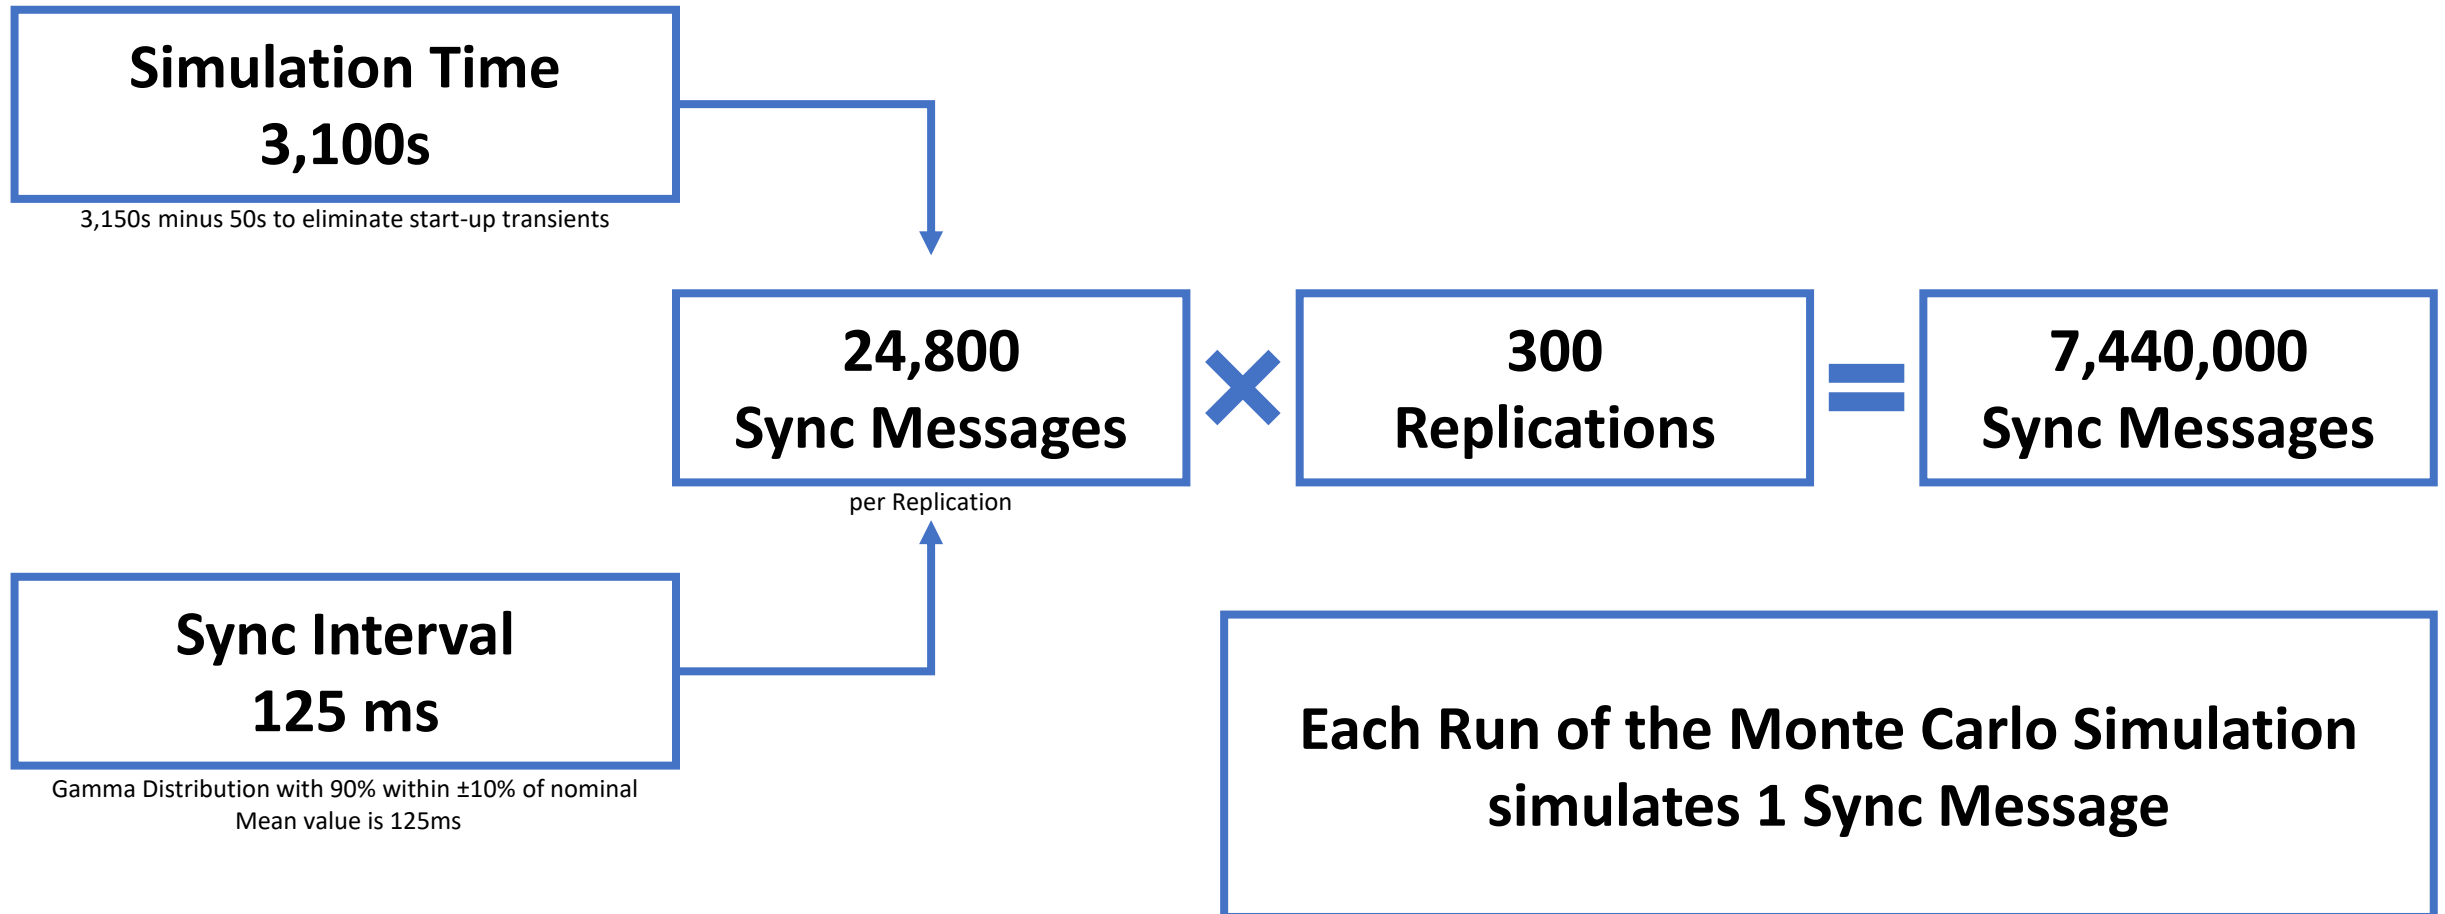 Simulation Time
3,100s
3,150s minus 50s to eliminate start-up transients
24,800
Sync Messages
per Replication
300
Replications
7,440,000
Sync Messages
Sync Interval
125 ms
Gamma Distribution with 90% within ±10% of nominal
Mean value is 125ms
Each Run of the Monte Carlo Simulation
simulates 1 Sync Message